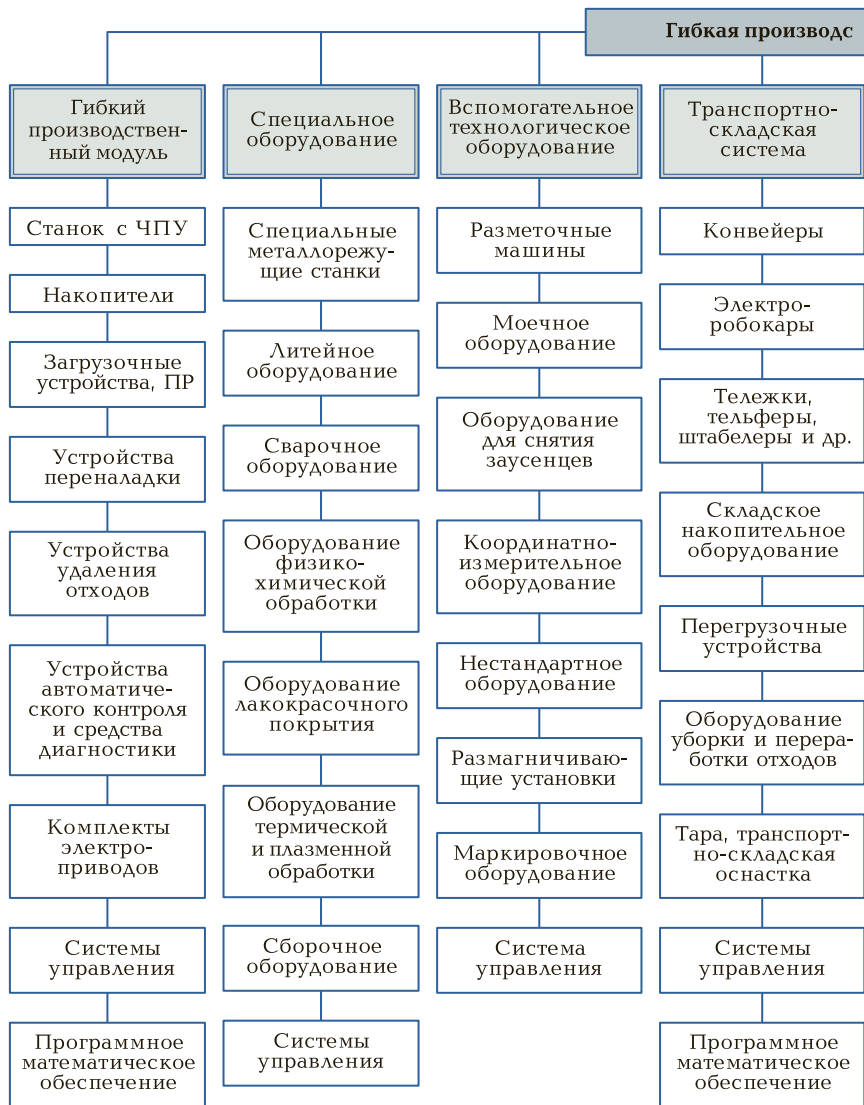 Гибкая производс
Гибкий
производствен-
ный модуль
Станок с ЧПУ
Накопители
Загрузочные
устройства, ПР
Устройства
переналадки
Устройства
удаления
отходов
Устройства
автоматиче-
ского контроля
и средства
диагностики
Комплекты
электро-
приводов
Системы
управления
Программное
математическое
обеспечение
Специальное
оборудование
Специальные
металлорежу-
щие станки
Литейное
оборудование
Сварочное
оборудование
Оборудование
физико-
химической
обработки
Оборудование
лакокрасочного
покрытия
Оборудование
термической
и плазменной
обработки
Сборочное
оборудование
Системы
управления
Вспомогательное
технологическое
оборудование
Разметочные
машины
Моечное
оборудование
Оборудование
для снятия
заусенцев
Координатно-
измерительное
оборудование
Нестандартное
оборудование
Размагничиваю-
щие установки
Маркировочное
оборудование
Система
управления
Транспортно-
складская
система
Конвейеры
Электро-
робокары
Тележки,
тельферы,
штабелеры и др.
Складское
накопительное
оборудование
Перегрузочные
устройства
Оборудование
уборки и перера-
ботки отходов
Тара, транспорт-
но-складская
оснастка
Системы
управления
Программное
математическое
обеспечение